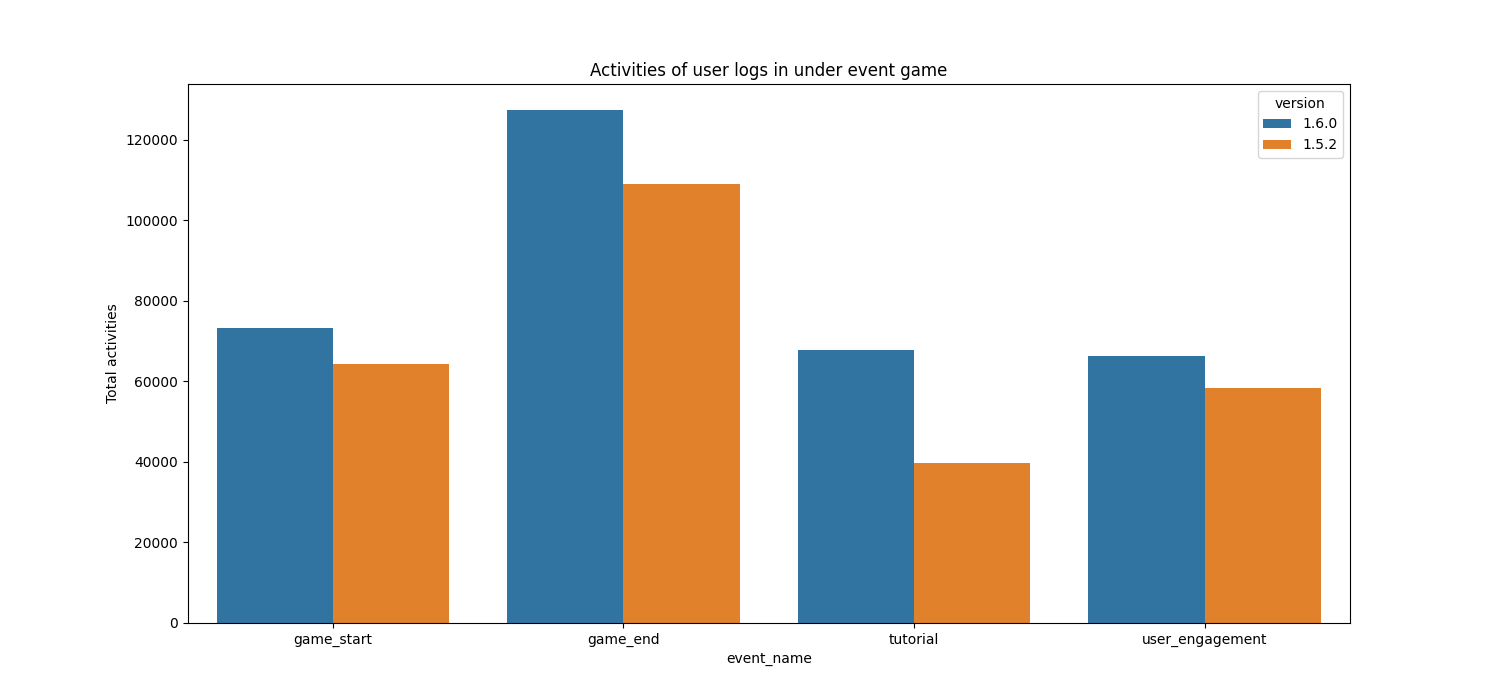 Activities of user logs in under event game
version
1.6.0
1.5.2
Total activities
120000
100000
80000
60000
40000
20000
0
game_start game_end tutorial user_engagement
event_name